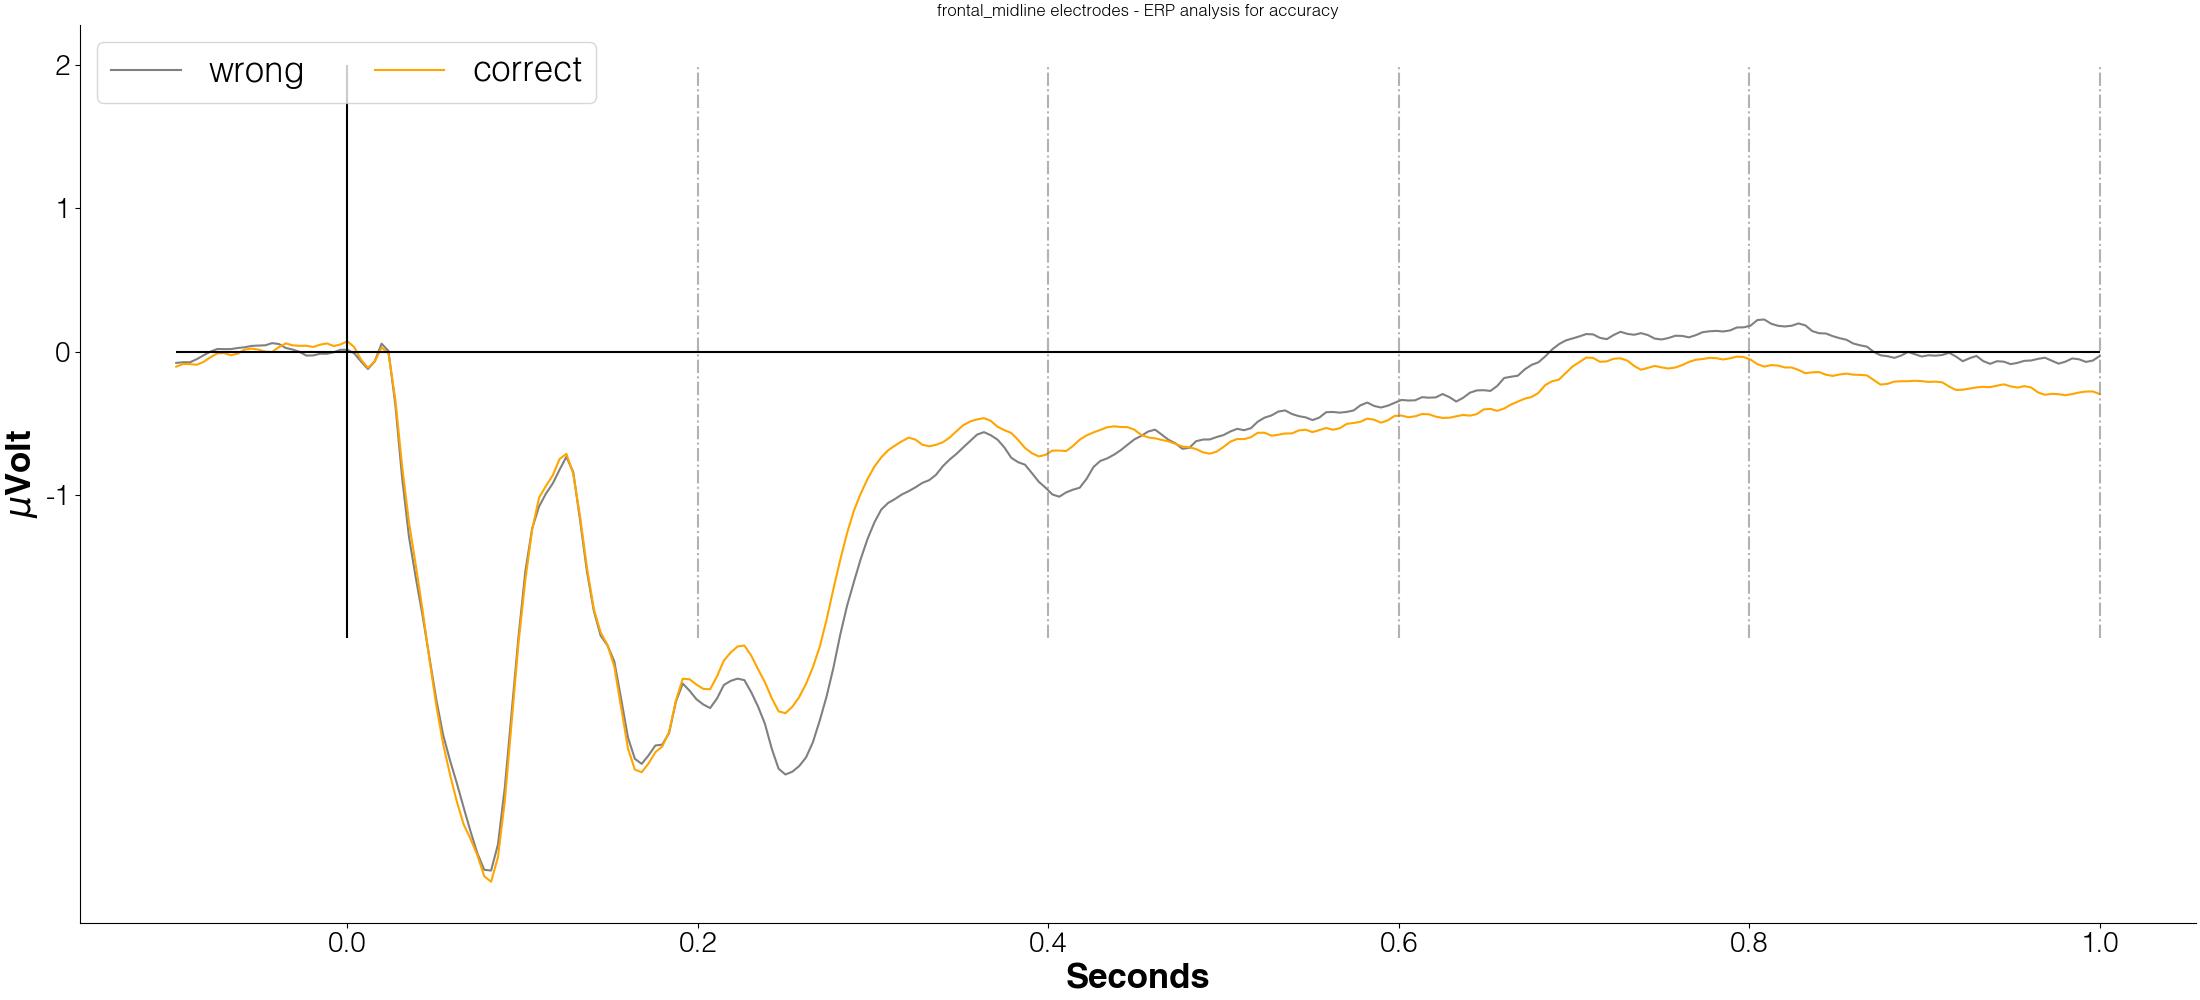 frontal_midline electrodes - ERP analysis for accuracy
wrong correct
2
1
0
-1
μVolt
0.0 0.2 0.4 0.6 0.8 1.0
Seconds